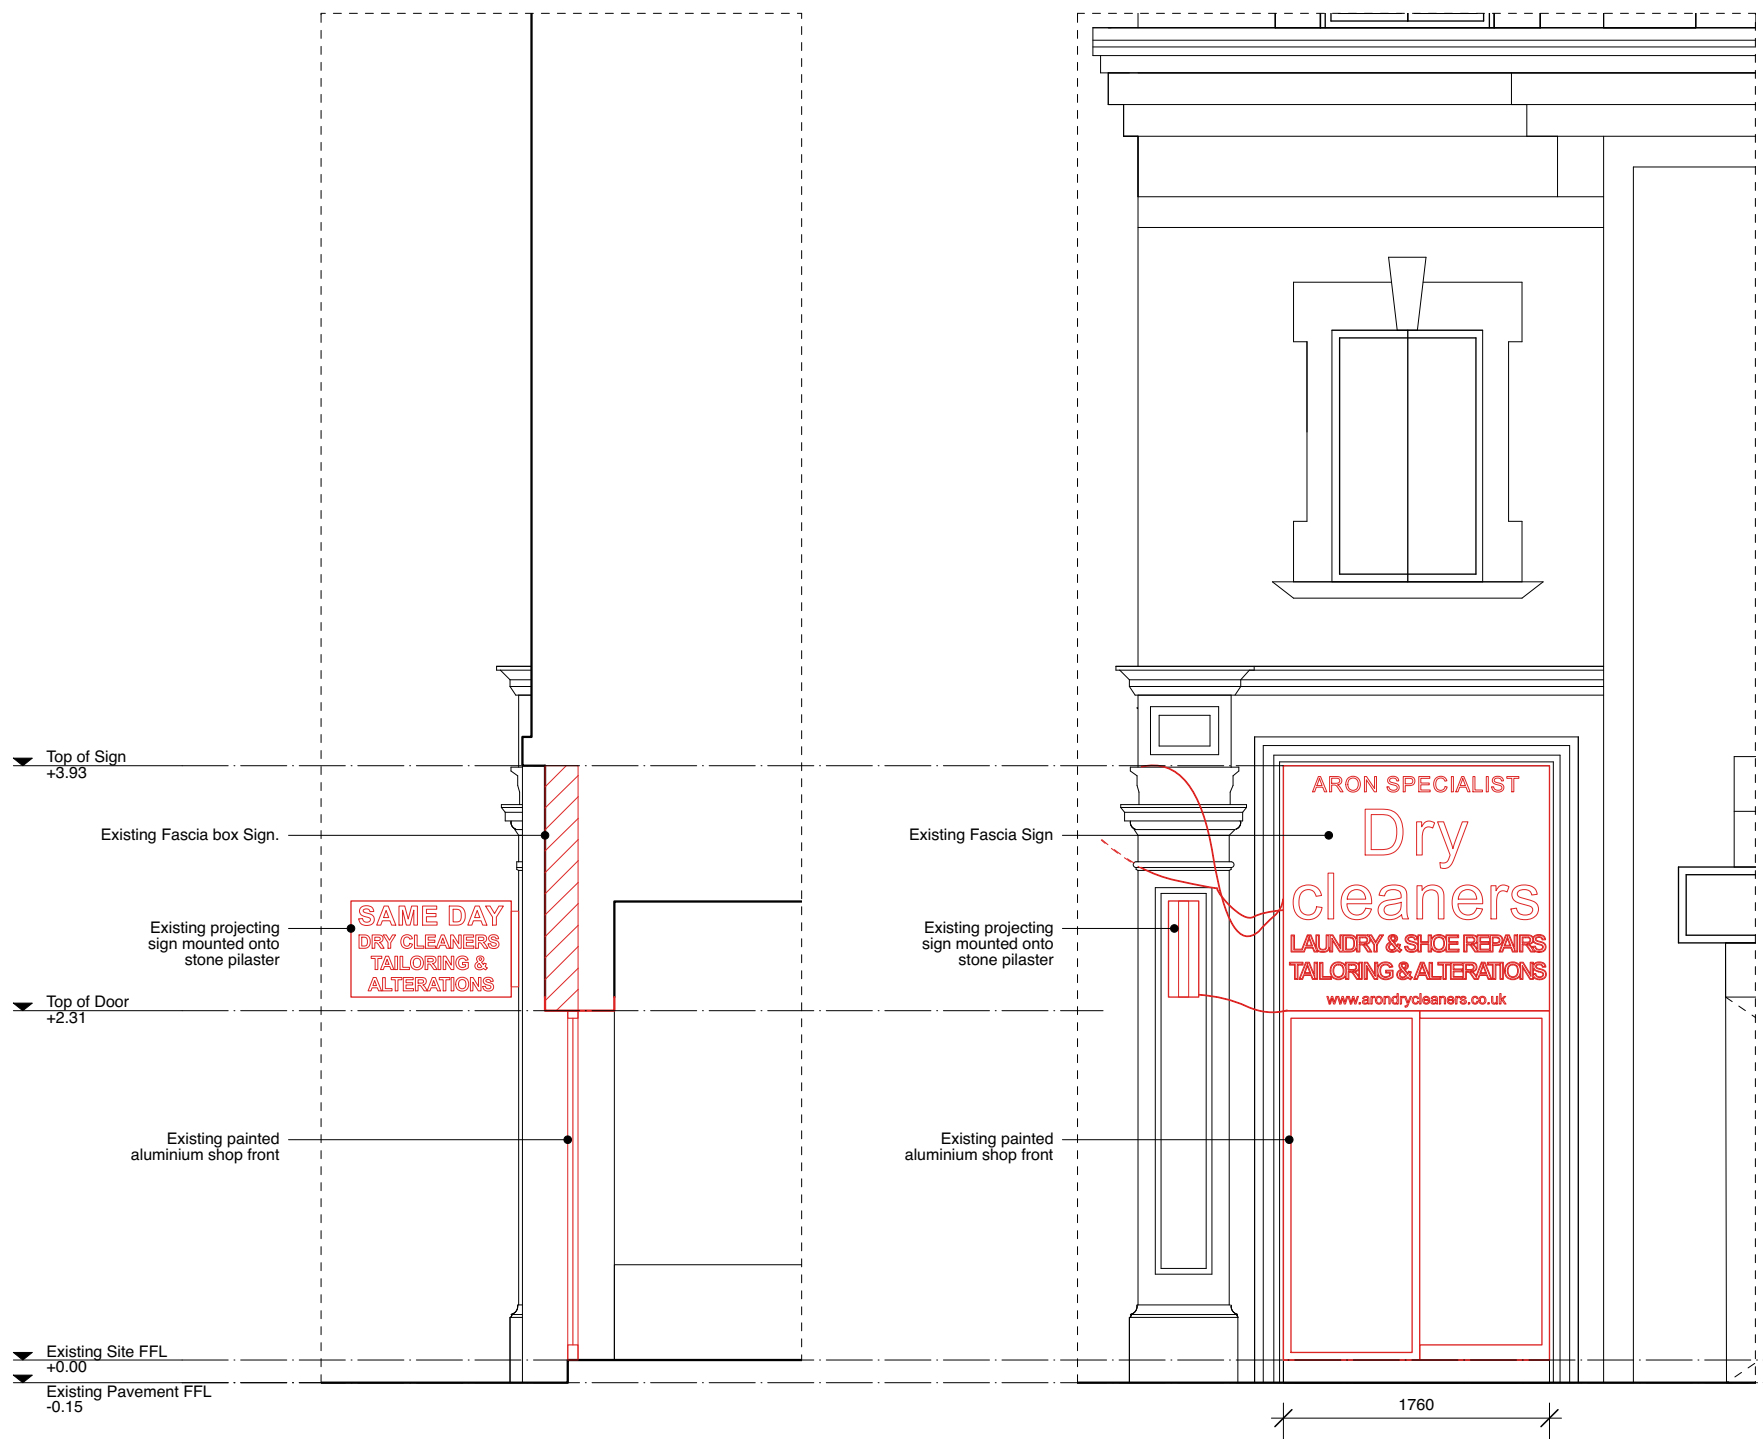 Top of Sign
+3.93
Existing Fascia box Sign.
SAME DAY
DRY CLEANERS
TAILORING &
ALTERATIONS
Existing projecting
sign mounted onto
stone pilaster
Top of Door
+2.31
Existing painted
aluminium shop front
Existing Site FFL
+0.00
Existing Pavement FFL
-0.15
Existing Fascia Sign
ARON SPECIALIST
Dry
cleaners
LAUNDRY & SHOE REPAIRS
TAILORING & ALTERATIONS
www.arondrycleaners.co.uk
Existing projecting
sign mounted onto
stone pilaster
Existing painted
aluminium shop front
1760